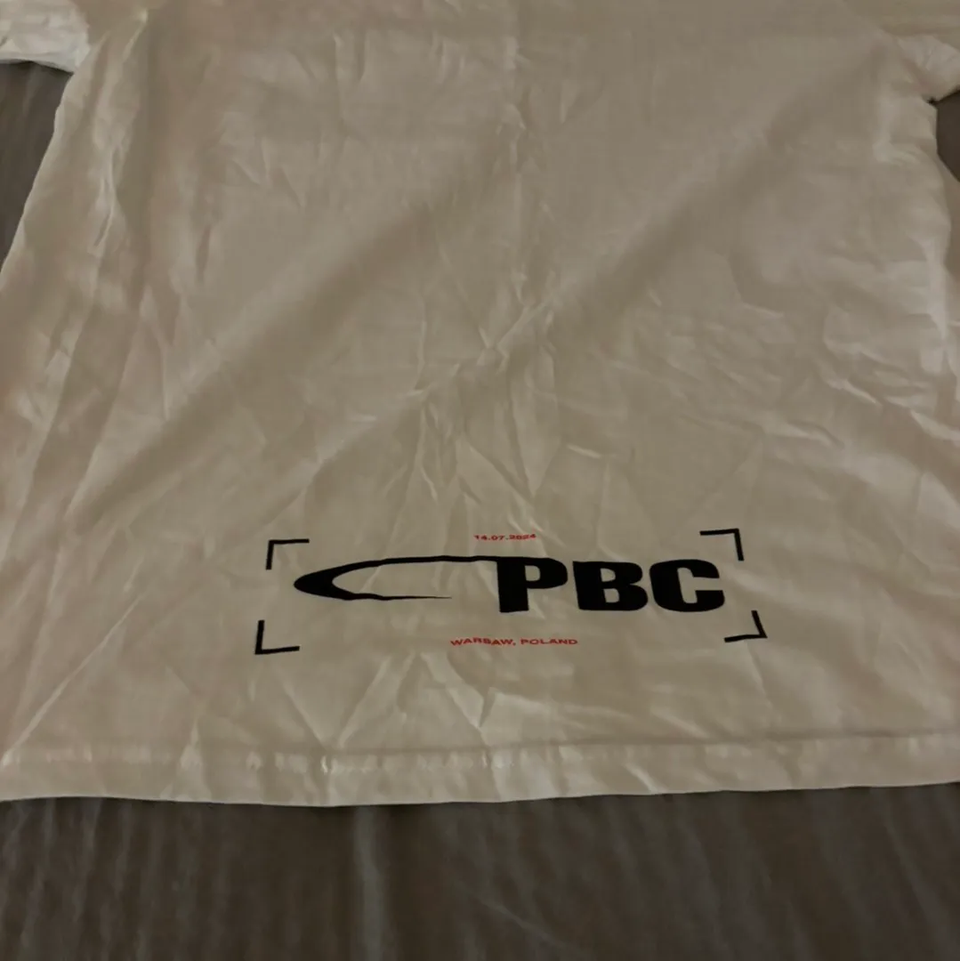 14.07.2024
PBC
WARSAW, POLAND